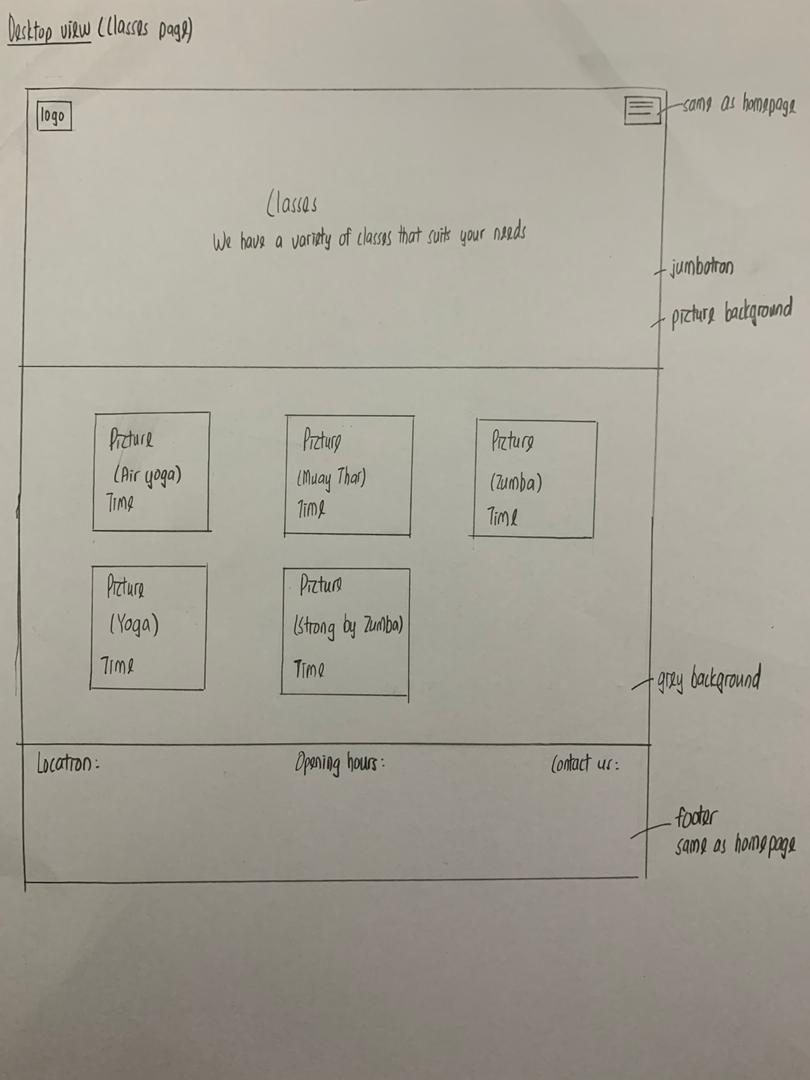 Desktop view (Classes page)
logo
same as homepage
Classes
We have a variety of classes that suits your needs
jumbotron
picture background
Picture
(Air yoga)
Time
Picture
(Muay Thai)
Time
Picture
(Zumba)
Time
Picture
(Yoga)
Time
Picture
(Strong by Zumba)
Time
grey background
Location:
Opening hours:
Contact us:
footer
same as homepage